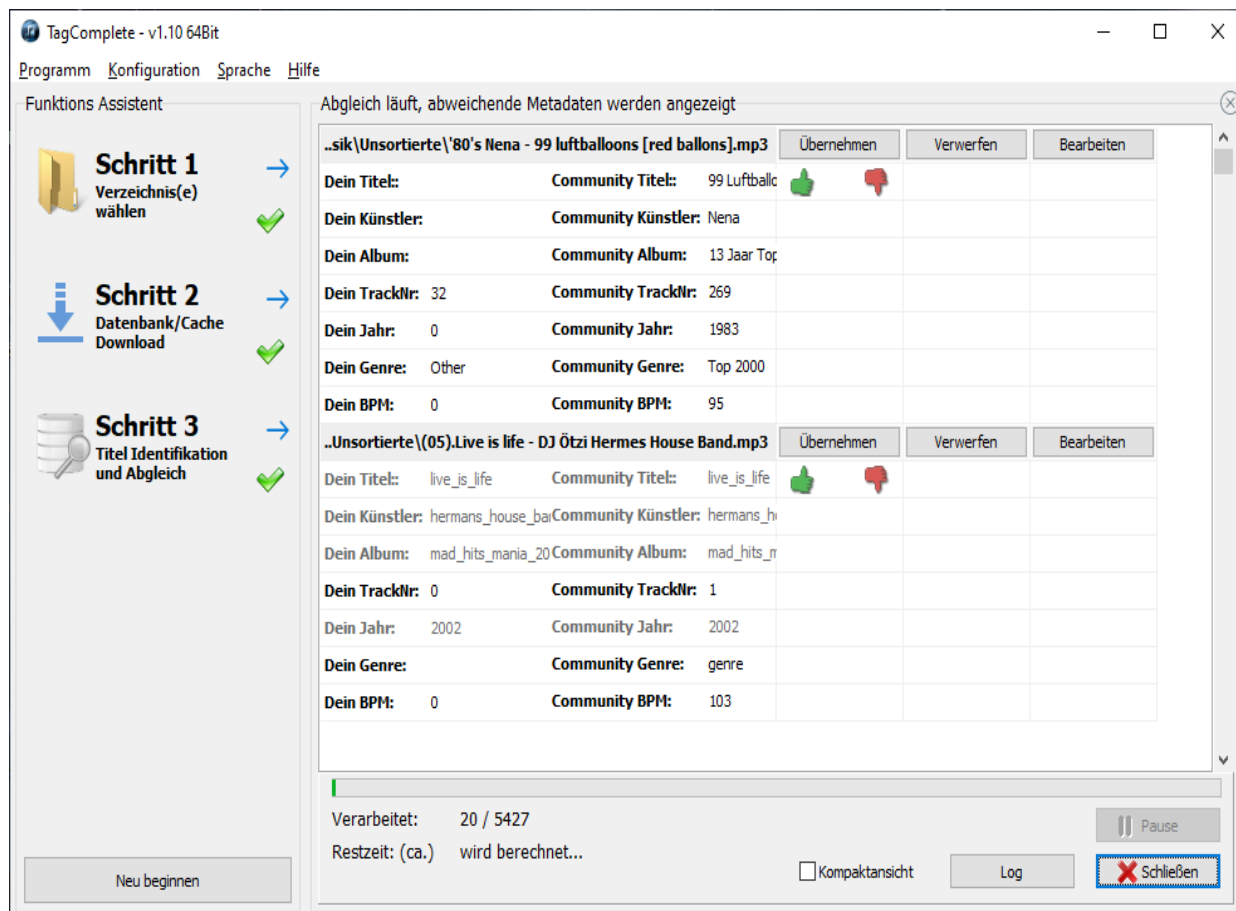 TagComplete - v1.10 64Bit
Programm Konfiguration Sprache Hilfe
Funktions Assistent
Schritt 1
Verzeichnis(e)
wählen
Schritt 2
Datenbank/Cache
Download
Schritt 3
Titel Identifikation
und Abgleich
Neu beginnen
Abgleich läuft, abweichende Metadaten werden angezeigt
..sik\Unsortierte\'80's Nena - 99 luftballoons [red ballons].mp3 Übernehmen Verwerfen Bearbeiten
Dein Titel:: Community Titel:: 99 Luftballo
Dein Künstler: Community Künstler: Nena
Dein Album: Community Album: 13 Jaar Top
Dein TrackNr: 32 Community TrackNr: 269
Dein Jahr: 0 Community Jahr: 1983
Dein Genre: Other Community Genre: Top 2000
Dein BPM: 0 Community BPM: 95
..Unsortierte\(05).Live is life - DJ Ötzi Hermes House Band.mp3 Übernehmen Verwerfen Bearbeiten
Dein Titel:: live_is_life Community Titel:: live_is_life
Dein Künstler: hermans_house_ba Community Künstler: hermans_h
Dein Album: mad_hits_mania_20 Community Album: mad_hits_m
Dein TrackNr: 0 Community TrackNr: 1
Dein Jahr: 2002 Community Jahr: 2002
Dein Genre: Community Genre: genre
Dein BPM: 0 Community BPM: 103
Verarbeitet: 20 / 5427
Restzeit: (ca.) wird berechnet...
Pause
Kompaktansicht Log Schließen